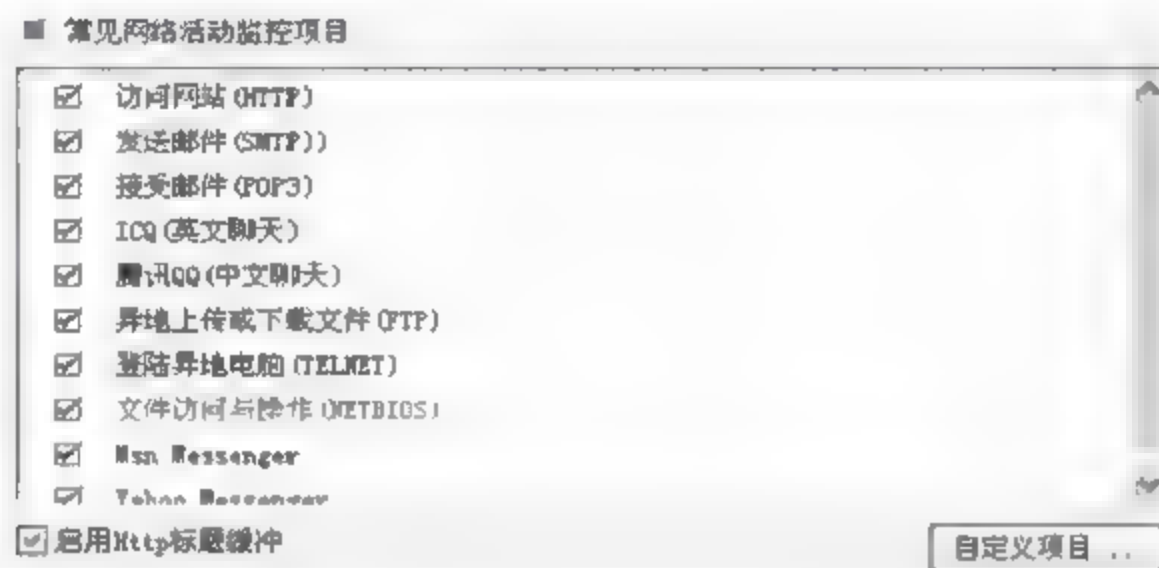 常见网络活动监控项目
访问网站(HTTP)
发送邮件(SMTP))
接受邮件(POP3)
ICQ(英文聊天)
腾讯QQ(中文聊天)
异地上传或下载文件(FTP)
登陆异地电脑(TELNET)
文件访问与操作(NETBIOS)
Msn Messenger
Yahoo Messenger
启用Http标题缓冲
自定义项目 ..